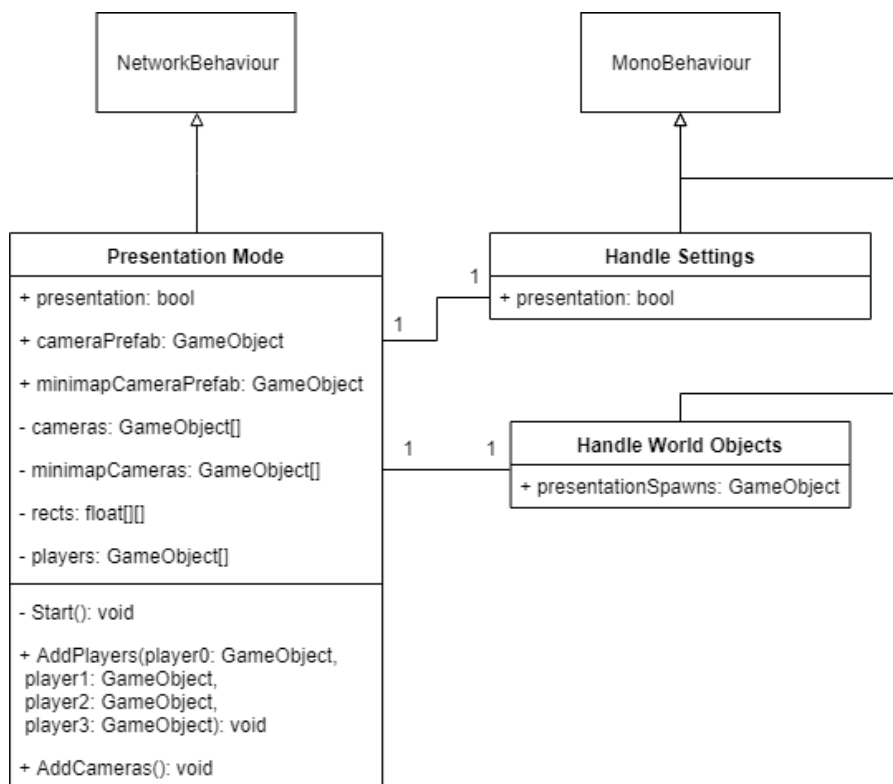 NetworkBehaviour
MonoBehaviour
Presentation Mode
+ presentation: bool
+ cameraPrefab: GameObject
+ minimapCameraPrefab: GameObject
- cameras: GameObject[]
- minimapCameras: GameObject[]
- rects: float[][]
- players: GameObject[]
- Start(): void
+ AddPlayers(player0: GameObject,
player1: GameObject,
player2: GameObject,
player3: GameObject): void
+ AddCameras(): void
1
1
Handle Settings
+ presentation: bool
1
1
Handle World Objects
+ presentationSpawns: GameObject